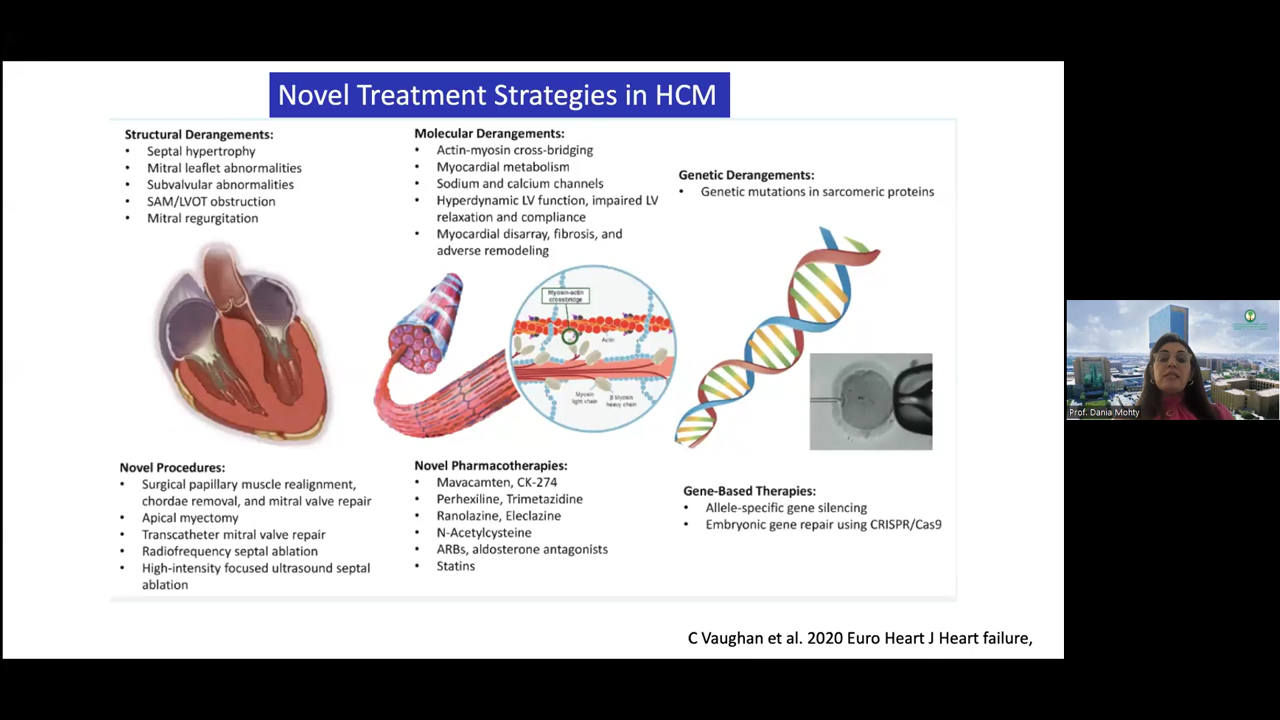 Novel Treatment Strategies in HCM
Structural Derangements:
• Septal hypertrophy
• Mitral leaflet abnormalities
• Subvalvular abnormalities
• SAM/LVOT obstruction
• Mitral regurgitation
Molecular Derangements:
• Actin-myosin cross-bridging
• Myocardial metabolism
• Sodium and calcium channels
• Hyperdynamic LV function, impaired LV
relaxation and compliance
• Myocardial disarray, fibrosis, and
adverse remodeling
Genetic Derangements:
• Genetic mutations in sarcomeric proteins
Myosin-actin
crossbridge
Actin
Myosin
light chain
β Myosin
heavy chain
Novel Procedures:
• Surgical papillary muscle realignment,
chordae removal, and mitral valve repair
• Apical myectomy
• Transcatheter mitral valve repair
• Radiofrequency septal ablation
• High-intensity focused ultrasound septal
ablation
Novel Pharmacotherapies:
• Mavacamten, CK-274
• Perhexiline, Trimetazidine
• Ranolazine, Eleclazine
• N-Acetylcysteine
• ARBs, aldosterone antagonists
• Statins
Gene-Based Therapies:
• Allele-specific gene silencing
• Embryonic gene repair using CRISPR/Cas9
C Vaughan et al. 2020 Euro Heart J Heart failure,
Prof. Dania Mohty